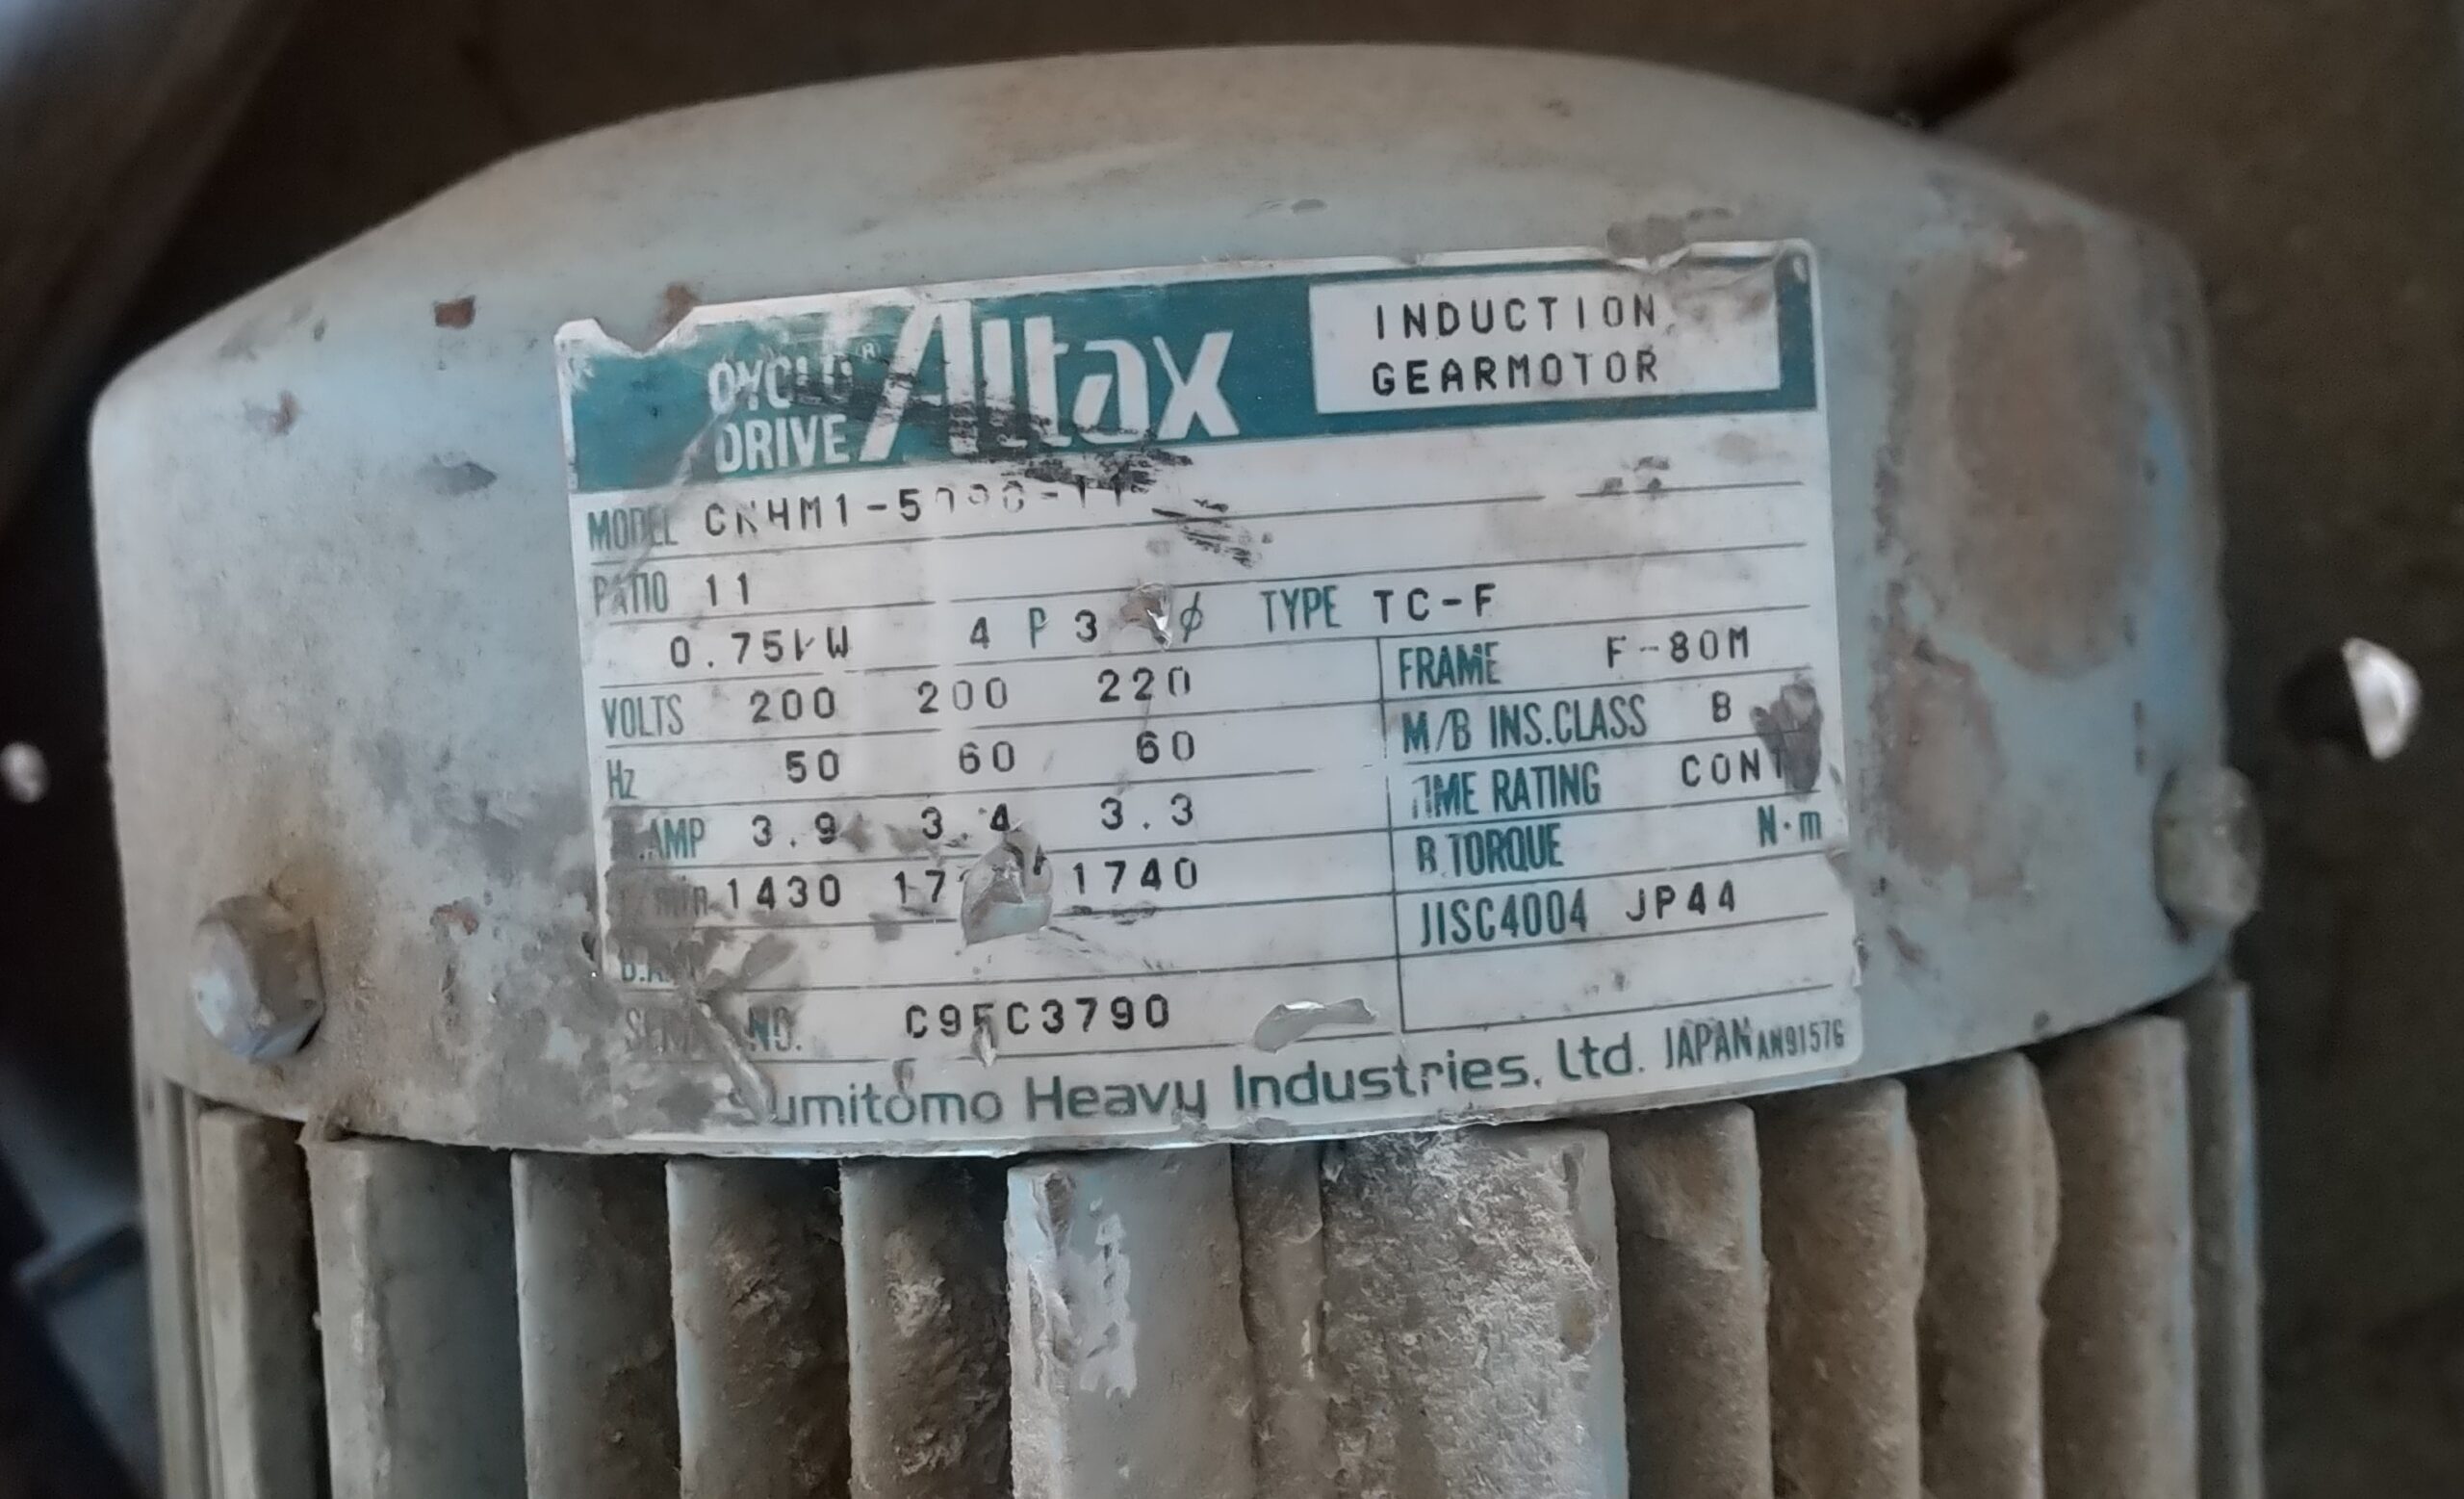 CYCLO® DRIVE Altax
INDUCTION
GEARMOTOR
MODEL
RATIO 11
0.75kW 4 P 3 φ TYPE TC-F
VOLTS 200 200 220
Hz 50 60 60
AMP 3.9 3.4 3.3
1430 1740
FRAME F-80M
M/B INS.CLASS B
TIME RATING CONT
B.TORQUE N·m
JISC4004 JP44
NO.
Sumitomo Heavy Industries, Ltd. JAPAN AN9157G